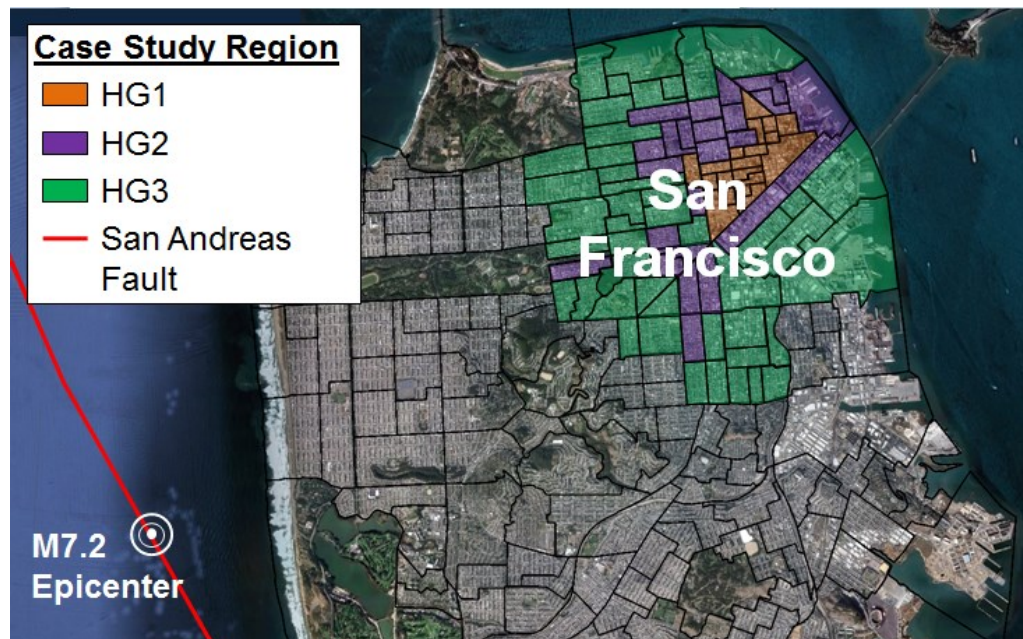 Case Study Region
HG1
HG2
HG3
San Andreas
Fault
San
Francisco
M7.2
Epicenter